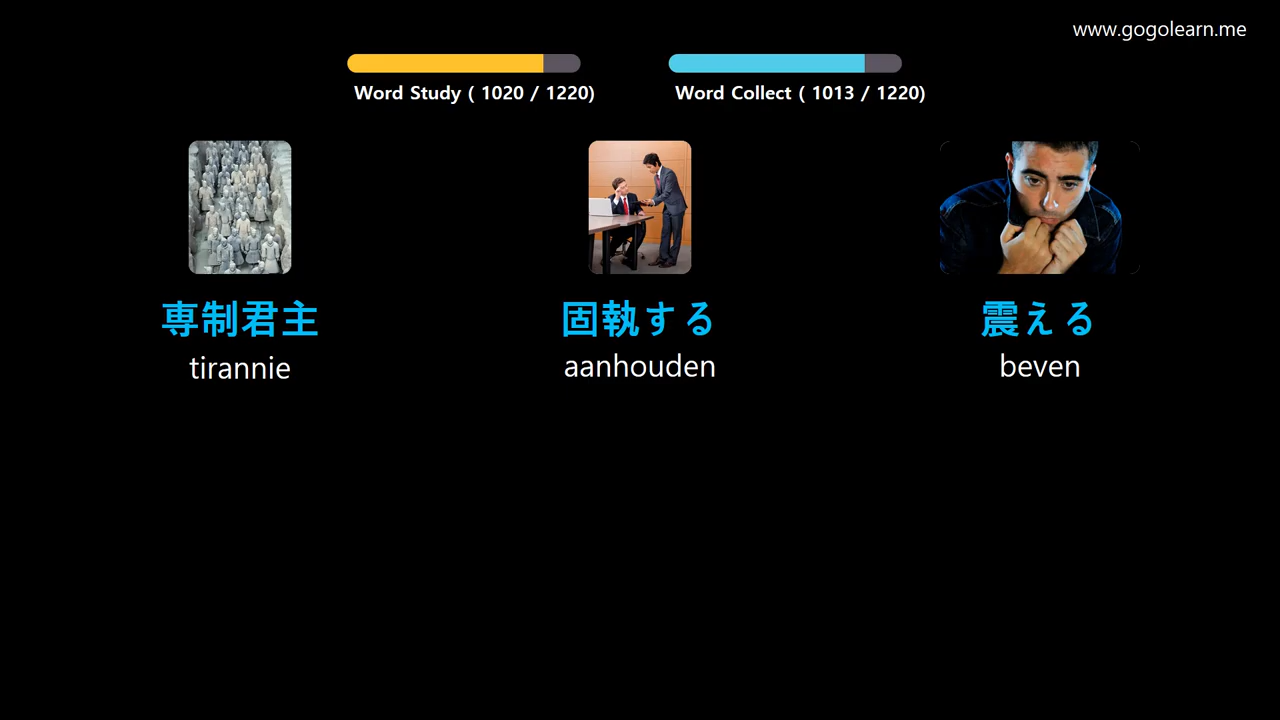 www.gogolearn.me
Word Study ( 1020 / 1220)
Word Collect ( 1013 / 1220)
専制君主
tirannie
固執する
aanhouden
震える
beven